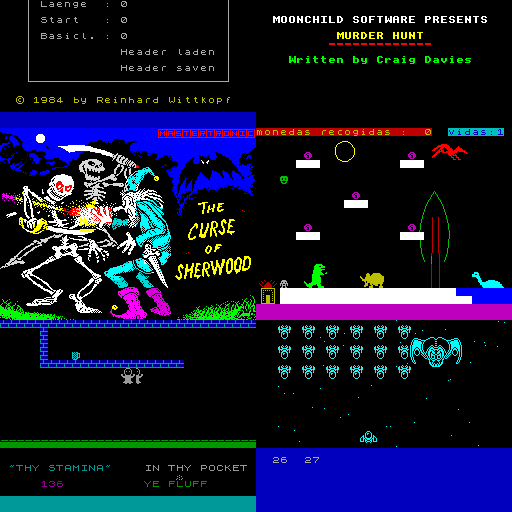 Laenge : 0
Start : 0
Basicl. : 0
Header laden
Header saven
© 1984 by Reinhard Wittkopf
MOONCHILD SOFTWARE PRESENTS
MURDER HUNT
Written by Craig Davies
MASTERTRONIC
THE
CURSE
OF
SHERWOOD
monedas recogidas : 0 vidas:1
"THY STAMINA" IN THY POCKET
136 YE FLUFF
26 27